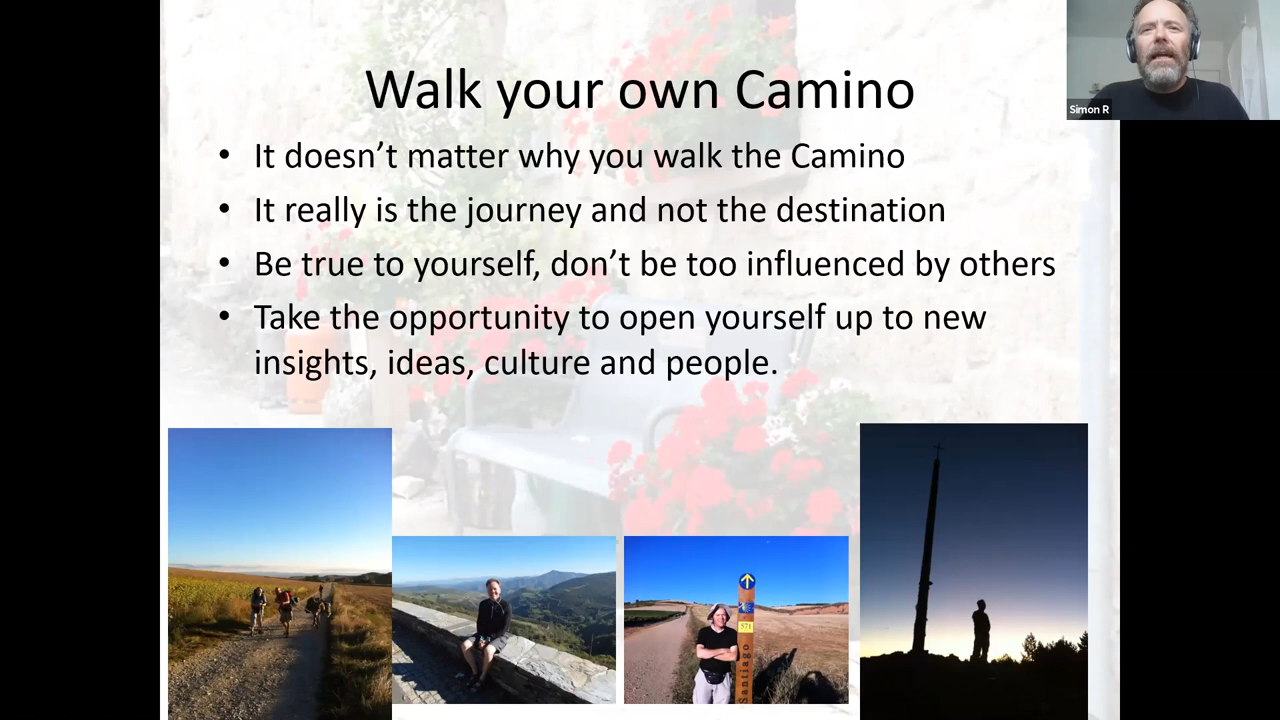 Walk your own Camino
Simon R
• It doesn’t matter why you walk the Camino
• It really is the journey and not the destination
• Be true to yourself, don’t be too influenced by others
• Take the opportunity to open yourself up to new
insights, ideas, culture and people.
571
Santiago